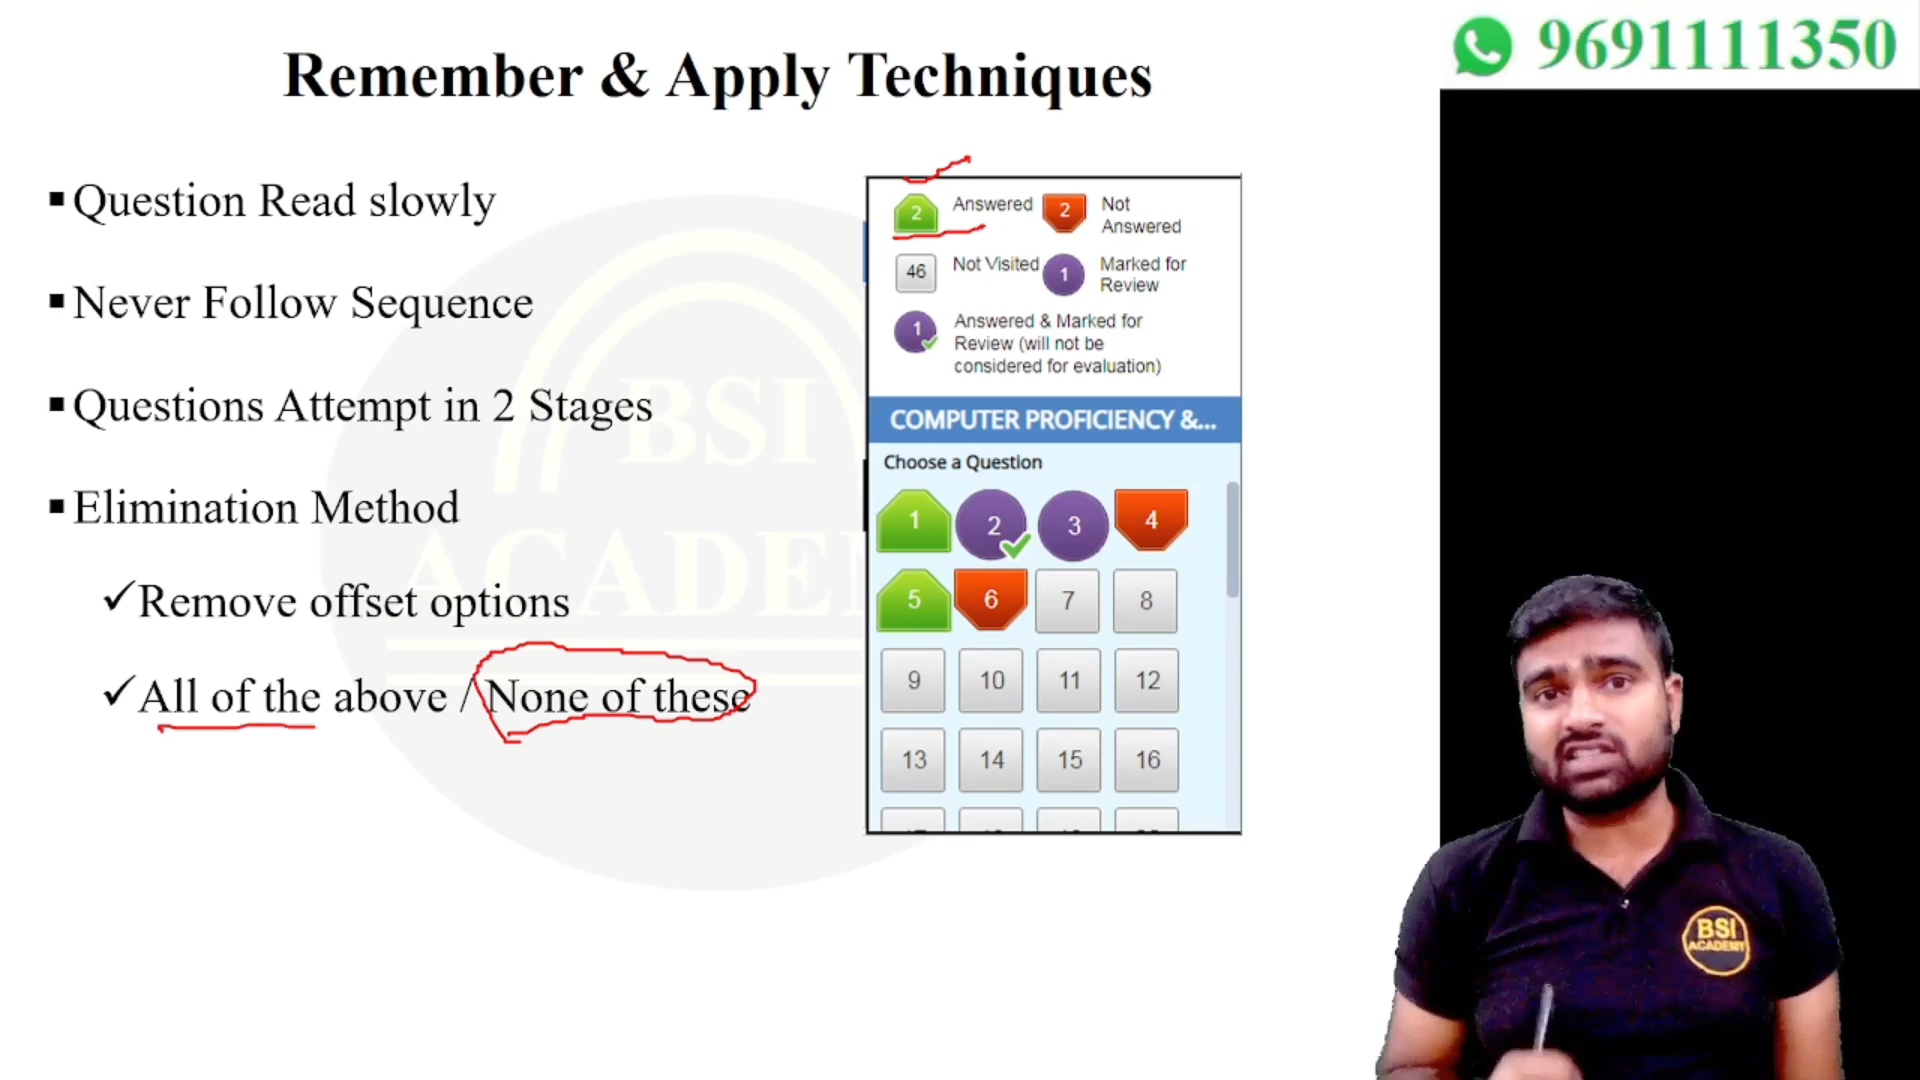 Remember & Apply Techniques
9691111350
▪Question Read slowly
▪Never Follow Sequence
▪Questions Attempt in 2 Stages
▪Elimination Method
✓Remove offset options
✓All of the above / None of these
BSI
ACADEM
2 Answered
2 Not Answered
46 Not Visited
1 Marked for Review
1 Answered & Marked for
Review (will not be
considered for evaluation)
COMPUTER PROFICIENCY &...
Choose a Question
1 2 3 4
5 6 7 8
9 10 11 12
13 14 15 16
BSI
ACADEMY